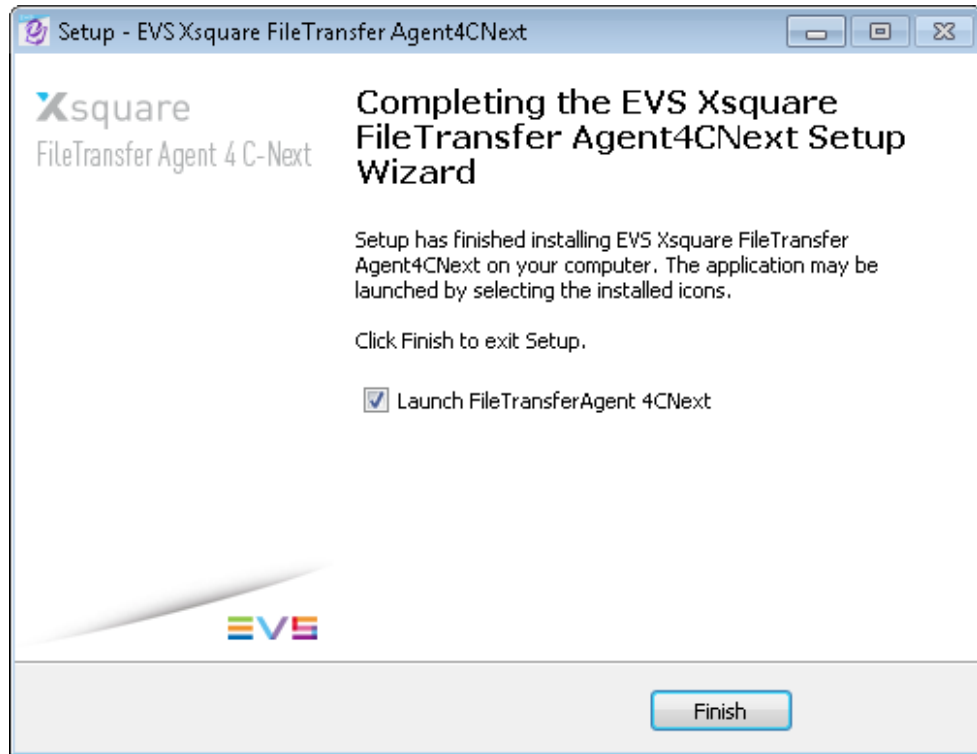 Setup - EVS Xsquare FileTransfer Agent4CNext
Xsquare
FileTransfer Agent 4 C-Next
Completing the EVS Xsquare
FileTransfer Agent4CNext Setup
Wizard
Setup has finished installing EVS Xsquare FileTransfer
Agent4CNext on your computer. The application may be
launched by selecting the installed icons.
Click Finish to exit Setup.
Launch FileTransferAgent 4CNext
EVS
Finish